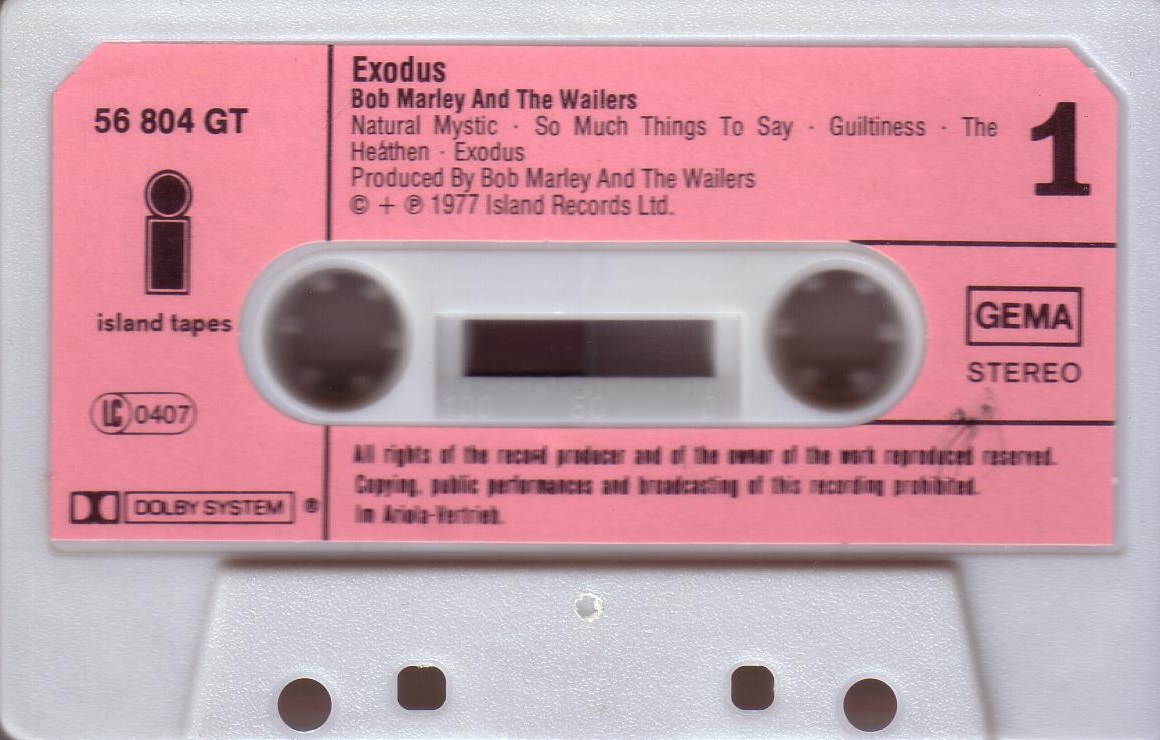 56 804 GT
island tapes
LC 0407
DOLBY SYSTEM ®
Exodus
Bob Marley And The Wailers
Natural Mystic · So Much Things To Say · Guiltiness · The
Heathen · Exodus
Produced By Bob Marley And The Wailers
© + ℗ 1977 Island Records Ltd.
1
GEMA
STEREO
100 50 0
All rights of the record producer and of the owner of the work reproduced reserved.
Copying, public performances and broadcasting of this recording prohibited.
Im Ariola-Vertrieb.